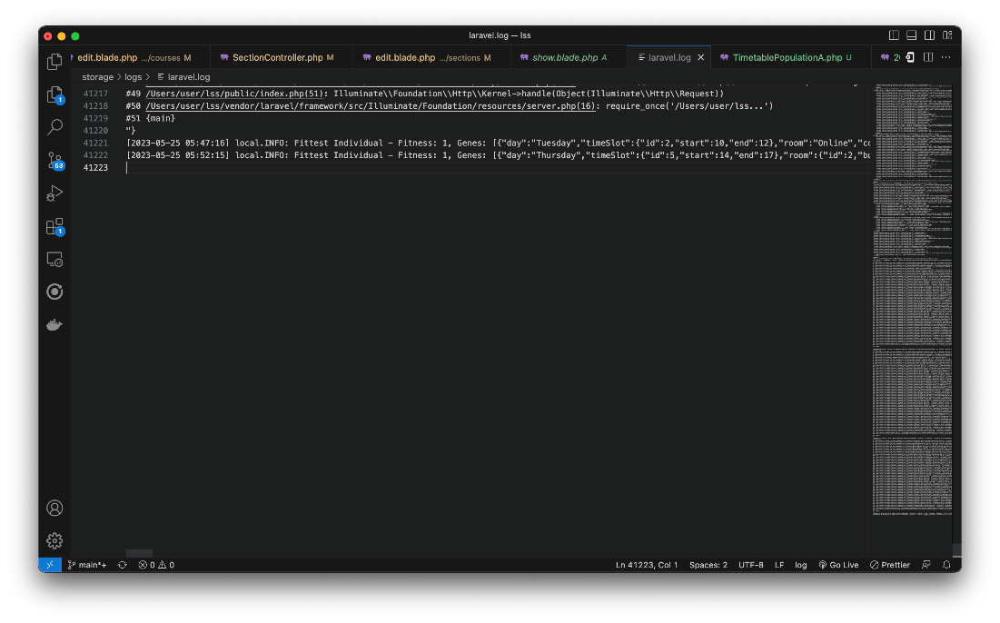 laravel.log — lss
edit.blade.php .../courses M
SectionController.php M
edit.blade.php .../sections M
show.blade.php A
laravel.log
TimetablePopulationA.php U
storage > logs > laravel.log
41217 #49 /Users/user/lss/public/index.php(51): Illuminate\\Foundation\\Http\\Kernel->handle(Object(Illuminate\\Http\\Request))
41218 #50 /Users/user/lss/vendor/laravel/framework/src/Illuminate/Foundation/resources/server.php(16): require_once('/Users/user/lss...')
41219 #51 {main}
41220 "}
41221 [2023-05-25 05:47:16] local.INFO: Fittest Individual - Fitness: 1, Genes: [{"day":"Tuesday","timeSlot":{"id":2,"start":10,"end":12},"room":"Online","co
41222 [2023-05-25 05:52:15] local.INFO: Fittest Individual - Fitness: 1, Genes: [{"day":"Thursday","timeSlot":{"id":5,"start":14,"end":17},"room":{"id":2,"bu
41223
1
63
1
main*+
0 0
Ln 41223, Col 1
Spaces: 2
UTF-8
LF
log
Go Live
Prettier